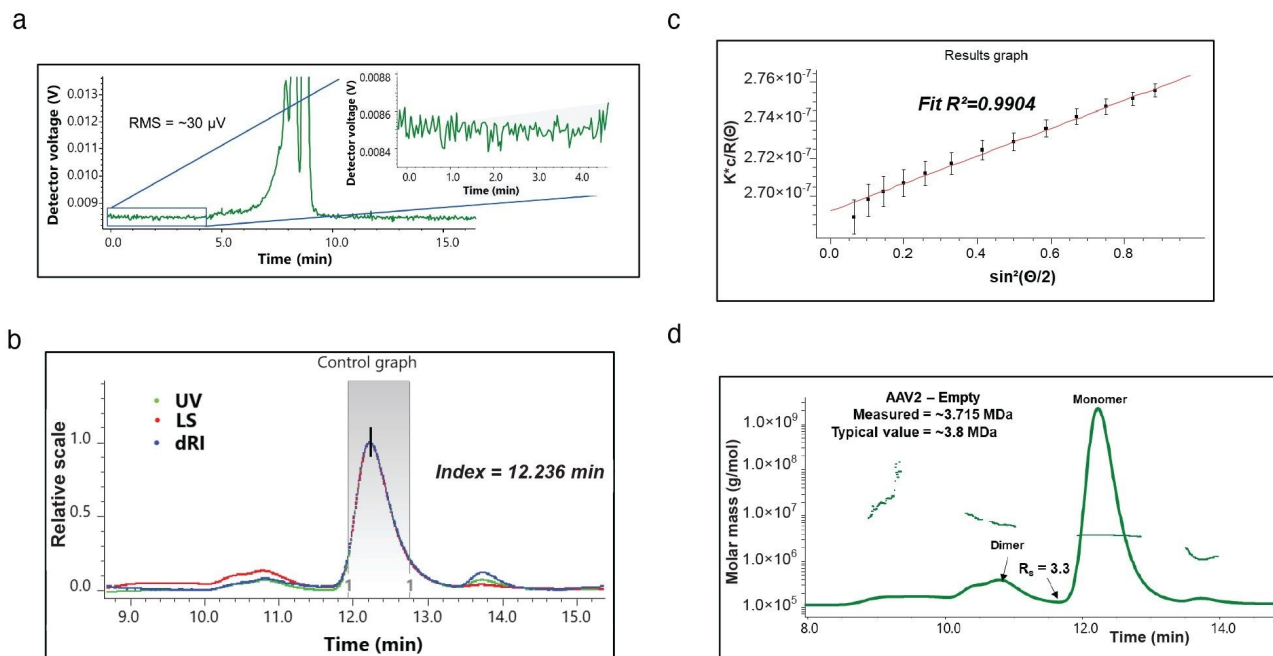 a
Detector voltage (V)
0.013
0.012
0.011
0.010
0.009
RMS = ~30 µV
0.0 5.0 10.0 15.0
Time (min)
Detector voltage (V)
0.0088
0.0086
0.0084
0.0 1.0 2.0 3.0 4.0
Time (min)
b
Control graph
Relative scale
1.0
0.5
0.0
UV
LS
dRI
Index = 12.236 min
1 1
9.0 10.0 11.0 12.0 13.0 14.0 15.0
Time (min)
c
Results graph
K*c/R(Θ)
2.76×10⁻⁷
2.74×10⁻⁷
2.72×10⁻⁷
2.70×10⁻⁷
Fit R²=0.9904
0.0 0.2 0.4 0.6 0.8
sin²(Θ/2)
d
Molar mass (g/mol)
1.0×10⁹
1.0×10⁸
1.0×10⁷
1.0×10⁶
1.0×10⁵
AAV2 – Empty
Measured = ~3.715 MDa
Typical value = ~3.8 MDa
Monomer
Dimer
Rₛ = 3.3
8.0 10.0 12.0 14.0
Time (min)